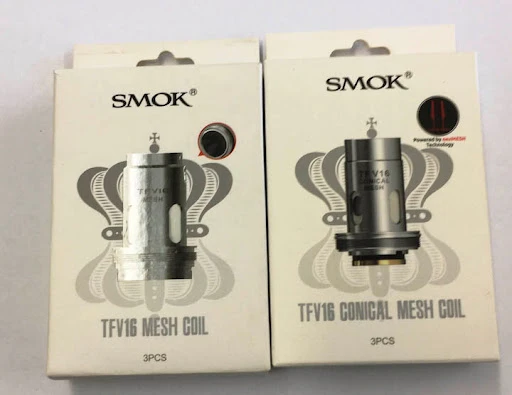 SMOK®
TFV16
MESH
TFV16 MESH COIL
3PCS
SMOK®
Powered by nexMESH
Technology
TFV16
CONICAL
MESH
TFV16 CONICAL MESH COIL
3PCS